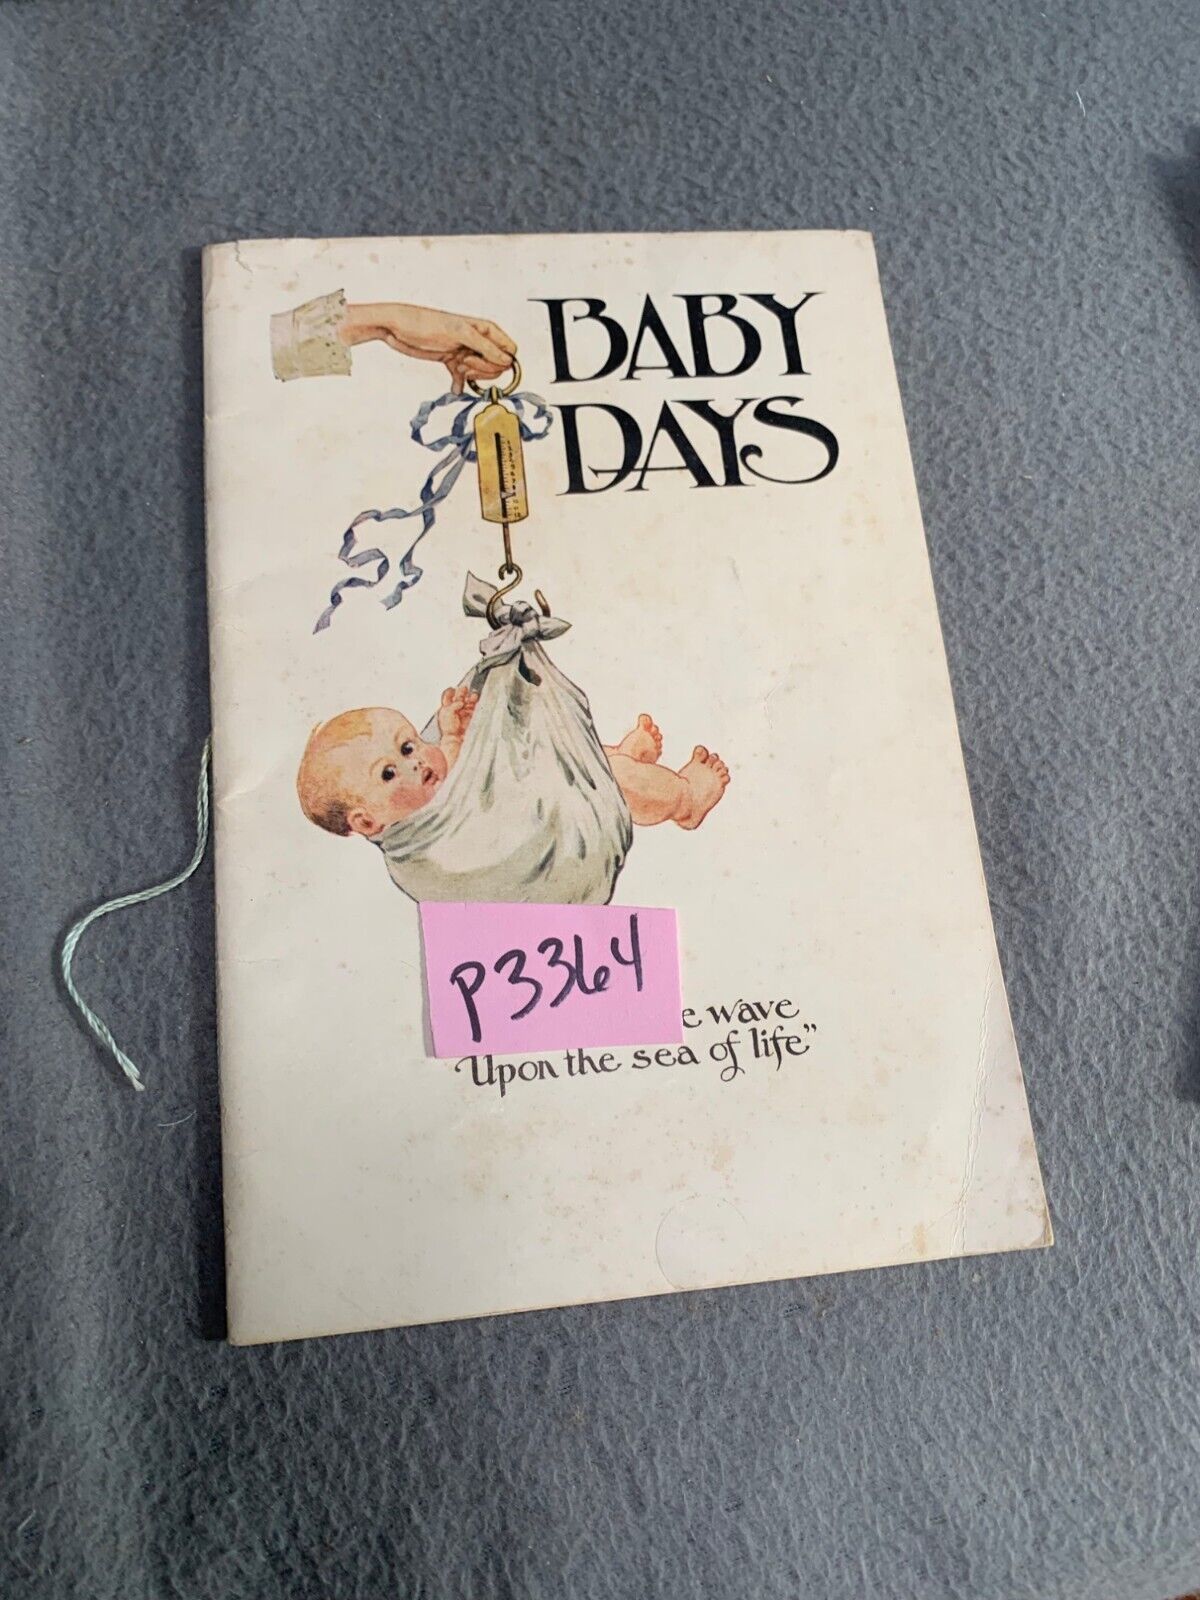 BABY
DAYS
P3364
wave
Upon the sea of life"